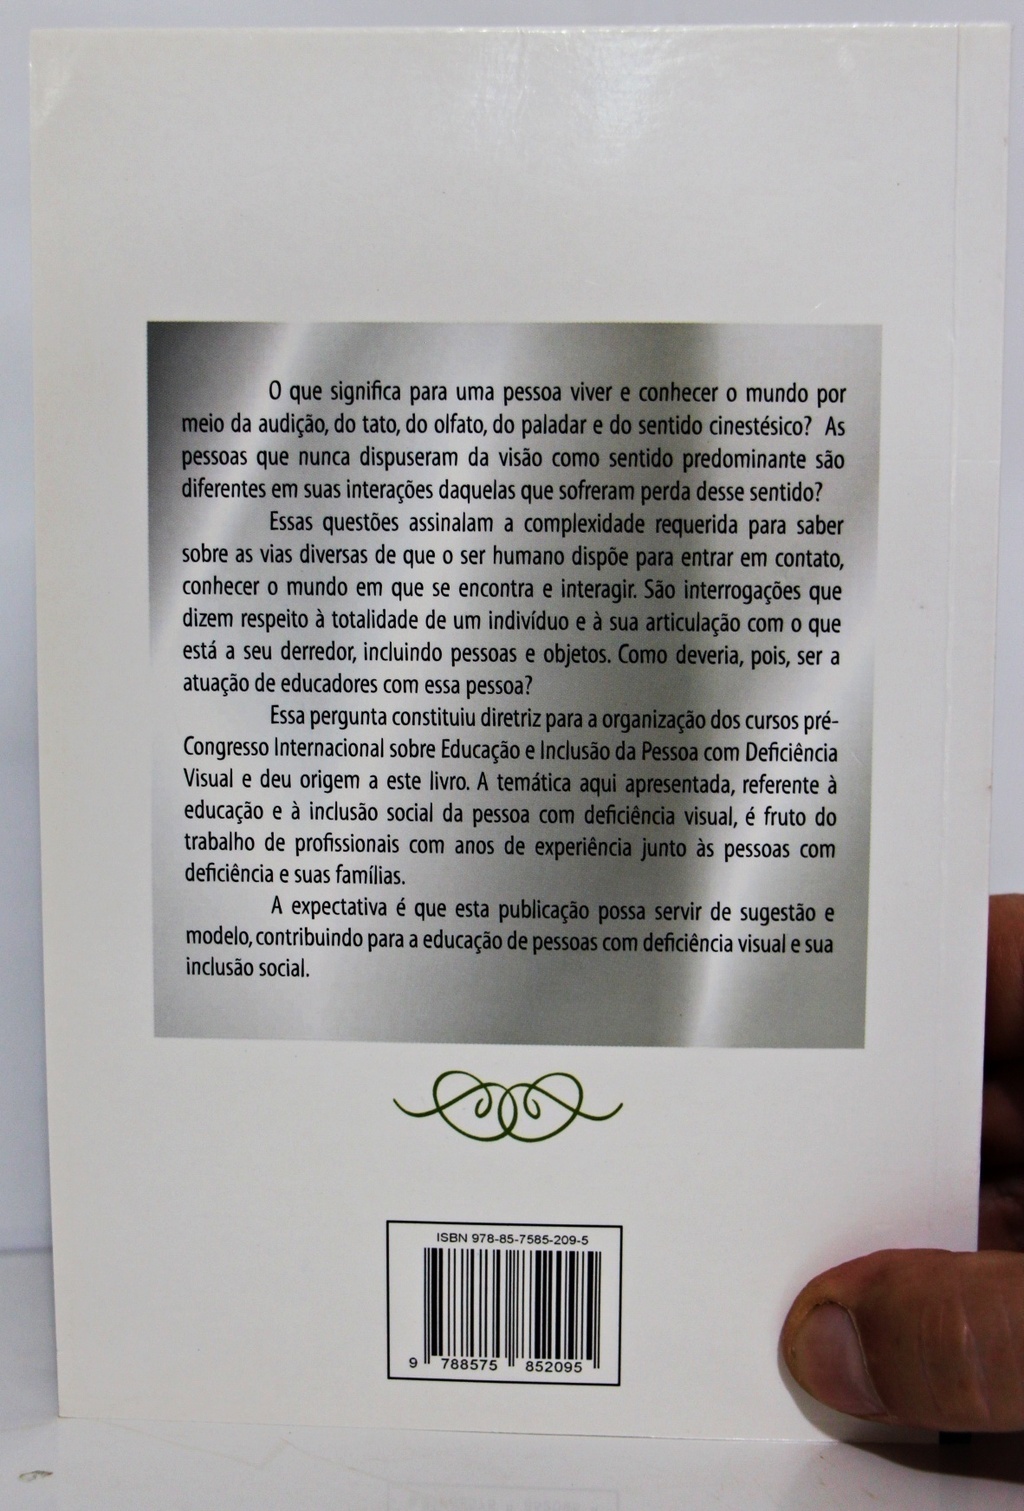 O que significa para uma pessoa viver e conhecer o mundo por
meio da audição, do tato, do olfato, do paladar e do sentido cinestésico? As
pessoas que nunca dispuseram da visão como sentido predominante são
diferentes em suas interações daquelas que sofreram perda desse sentido?
Essas questões assinalam a complexidade requerida para saber
sobre as vias diversas de que o ser humano dispõe para entrar em contato,
conhecer o mundo em que se encontra e interagir. São interrogações que
dizem respeito à totalidade de um indivíduo e à sua articulação com o que
está a seu derredor, incluindo pessoas e objetos. Como deveria, pois, ser a
atuação de educadores com essa pessoa?
Essa pergunta constituiu diretriz para a organização dos cursos pré-
Congresso Internacional sobre Educação e Inclusão da Pessoa com Deficiência
Visual e deu origem a este livro. A temática aqui apresentada, referente à
educação e à inclusão social da pessoa com deficiência visual, é fruto do
trabalho de profissionais com anos de experiência junto às pessoas com
deficiência e suas famílias.
A expectativa é que esta publicação possa servir de sugestão e
modelo, contribuindo para a educação de pessoas com deficiência visual e sua
inclusão social.
ISBN 978-85-7585-209-5
9 788575 852095